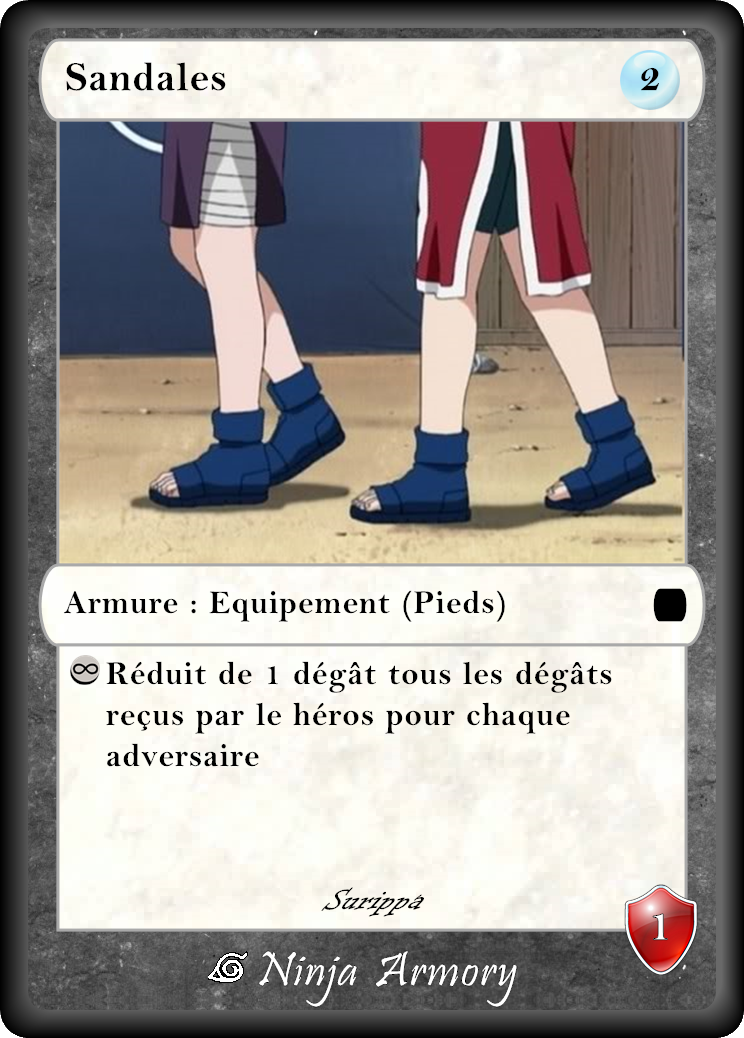 Sandales
2
Armure : Equipement (Pieds)
Réduit de 1 dégât tous les dégâts
reçus par le héros pour chaque
adversaire
Surippa
1
Ninja Armory